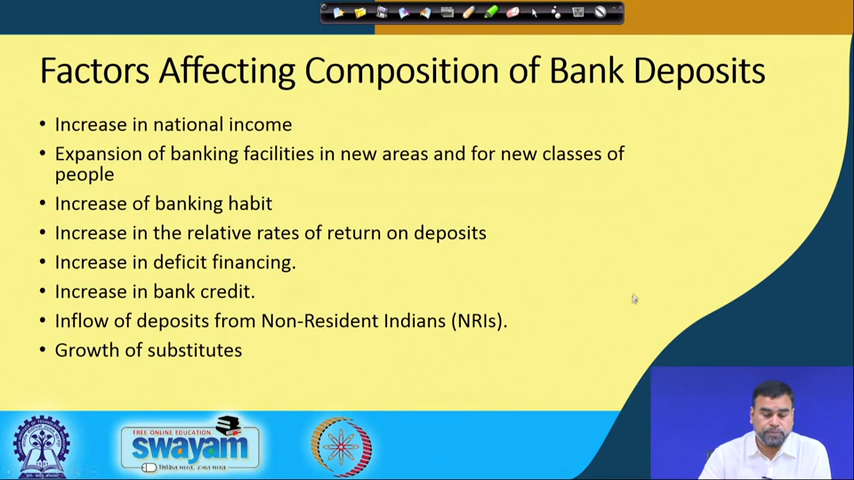 Factors Affecting Composition of Bank Deposits
• Increase in national income
• Expansion of banking facilities in new areas and for new classes of
people
• Increase of banking habit
• Increase in the relative rates of return on deposits
• Increase in deficit financing.
• Increase in bank credit.
• Inflow of deposits from Non-Resident Indians (NRIs).
• Growth of substitutes
FREE ONLINE EDUCATION
swayam